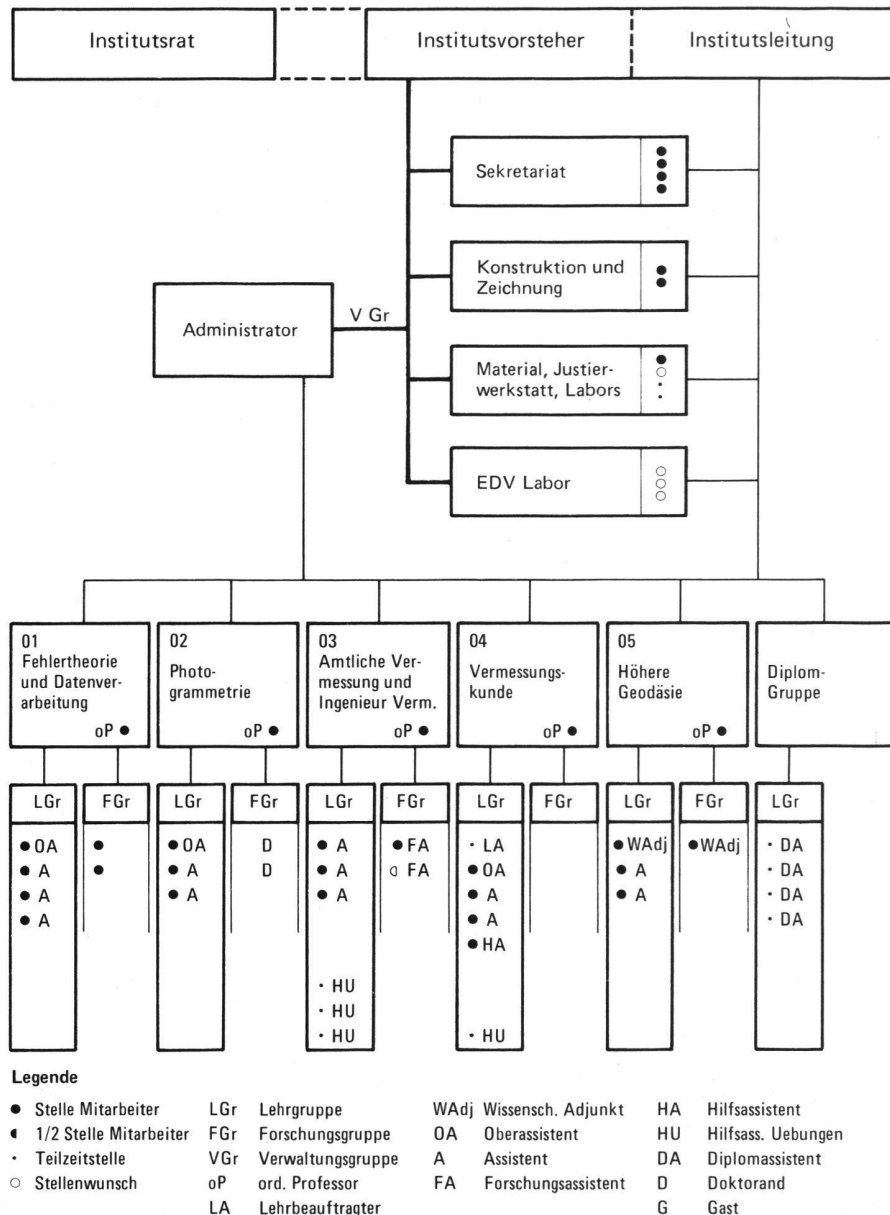 Institutsrat
Institutsvorsteher
Institutsleitung
Sekretariat ● ● ● ●
Konstruktion und
Zeichnung ● ●
V Gr
Administrator
Material, Justier-
werkstatt, Labors ● ○ · ·
EDV Labor ○ ○ ○
01
Fehlertheorie
und Datenver-
arbeitung
oP ●
02
Photo-
grammetrie
oP ●
03
Amtliche Ver-
messung und
Ingenieur Verm.
oP ●
04
Vermessungs-
kunde
oP ●
05
Höhere
Geodäsie
oP ●
Diplom-
Gruppe
LGr
● OA
● A
● A
● A
FGr
●
●
LGr
● OA
● A
● A
FGr
D
D
LGr
● A
● A
● A
· HU
· HU
· HU
FGr
● FA
◖ FA
LGr
· LA
● OA
● A
● A
● HA
· HU
FGr
LGr
● WAdj
● A
● A
FGr
● WAdj
LGr
· DA
· DA
· DA
· DA
Legende
● Stelle Mitarbeiter
◖ 1/2 Stelle Mitarbeiter
· Teilzeitstelle
○ Stellenwunsch
LGr Lehrgruppe
FGr Forschungsgruppe
VGr Verwaltungsgruppe
oP ord. Professor
LA Lehrbeauftragter
WAdj Wissensch. Adjunkt
OA Oberassistent
A Assistent
FA Forschungsassistent
HA Hilfsassistent
HU Hilfsass. Uebungen
DA Diplomassistent
D Doktorand
G Gast